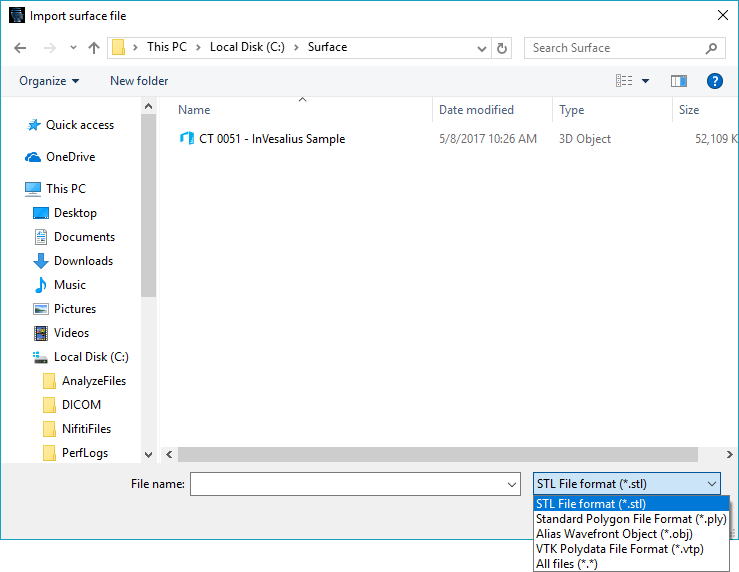 Import surface file
This PC > Local Disk (C:) > Surface
Search Surface
Organize New folder
Name Date modified Type Size
CT 0051 - InVesalius Sample 5/8/2017 10:26 AM 3D Object 52,109 K
Quick access
OneDrive
This PC
Desktop
Documents
Downloads
Music
Pictures
Videos
Local Disk (C:)
AnalyzeFiles
DICOM
NifitiFiles
PerfLogs
File name:
STL File format (*.stl)
STL File format (*.stl)
Standard Polygon File Format (*.ply)
Alias Wavefront Object (*.obj)
VTK Polydata File Format (*.vtp)
All files (*.*)